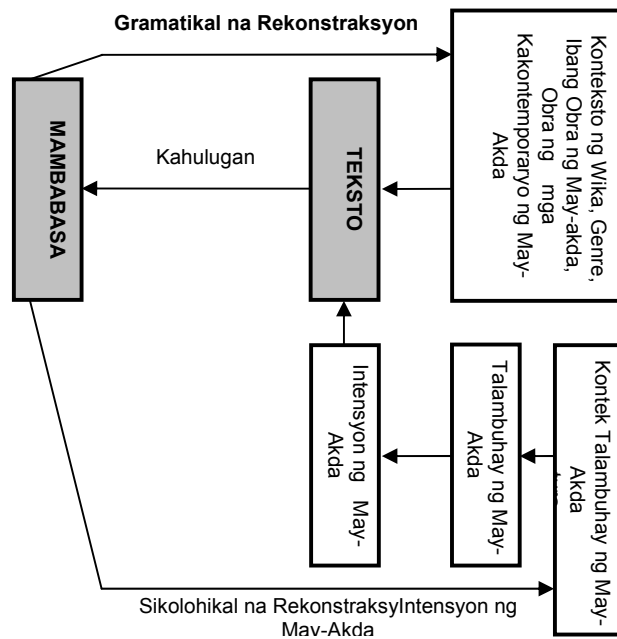 Gramatikal na Rekonstraksyon
MAMBABASA
Kahulugan
TEKSTO
Konteksto ng Wika, Genre,
Ibang Obra ng May-akda,
Obra ng mga
Kakontemporaryo ng May-
Akda
Intensyon ng May-
Akda
Talambuhay ng May-
Akda
Kontek Talambuhay ng May-
Akda
Sikolohikal na RekonstraksyIntensyon ng
May-Akda